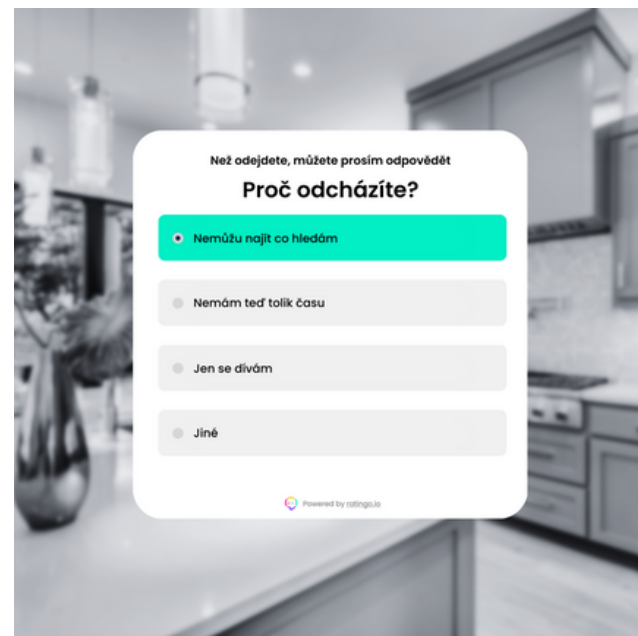 Než odejdete, můžete prosím odpovědět
Proč odcházíte?
Nemůžu najít co hledám
Nemám teď tolik času
Jen se dívám
Jiné
Powered by ratingo.io